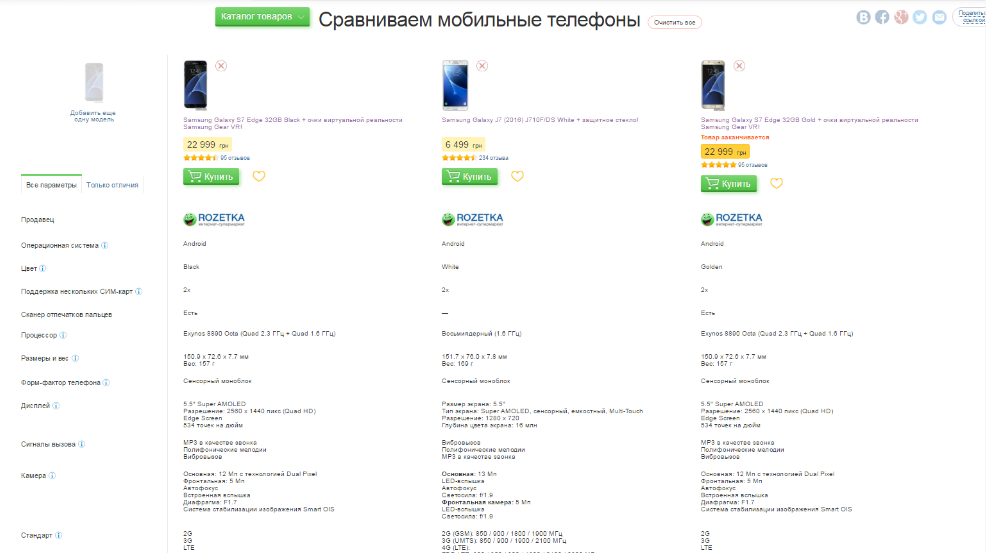 Каталог товаров
Сравниваем мобильные телефоны
Очистить все
Добавить еще
одну модель
Samsung Galaxy S7 Edge 32GB Black + очки виртуальной реальности
Samsung Gear VR!
22 999 грн
95 отзывов
Купить
Samsung Galaxy J7 (2016) J710F/DS White + защитное стекло!
6 499 грн
234 отзыва
Купить
Samsung Galaxy S7 Edge 32GB Gold + очки виртуальной реальности
Samsung Gear VR!
Товар заканчивается
22 999 грн
95 отзывов
Купить
Все параметры
Только отличия
Продавец
ROZETKA
интернет-супермаркет
ROZETKA
интернет-супермаркет
ROZETKA
интернет-супермаркет
Операционная система
Android
Android
Android
Цвет
Black
White
Golden
Поддержка нескольких СИМ-карт
2x
2x
2x
Сканер отпечатков пальцев
Есть
—
Есть
Процессор
Exynos 8890 Octa (Quad 2.3 ГГц + Quad 1.6 ГГц)
Восьмиядерный (1.6 ГГц)
Exynos 8890 Octa (Quad 2.3 ГГц + Quad 1.6 ГГц)
Размеры и вес
150.9 x 72.6 x 7.7 мм
Вес: 157 г
151.7 x 76.0 x 7.8 мм
Вес: 169 г
150.9 x 72.6 x 7.7 мм
Вес: 157 г
Форм-фактор телефона
Сенсорный моноблок
Сенсорный моноблок
Сенсорный моноблок
Дисплей
5.5" Super AMOLED
Разрешение: 2560 x 1440 пикс (Quad HD)
Edge Screen
534 точек на дюйм
Размер экрана: 5.5"
Тип экрана: Super AMOLED, сенсорный, емкостный, Multi-Touch
Разрешение: 1280 x 720
Глубина цвета экрана: 16 млн
5.5" Super AMOLED
Разрешение: 2560 x 1440 пикс (Quad HD)
Edge Screen
534 точек на дюйм
Сигналы вызова
MP3 в качестве звонка
Полифонические мелодии
Вибровызов
Вибровызов
Полифонические мелодии
MP3 в качестве звонка
MP3 в качестве звонка
Полифонические мелодии
Вибровызов
Камера
Основная: 12 Мп с технологией Dual Pixel
Фронтальная: 5 Мп
Автофокус
Встроенная вспышка
Диафрагма: F1.7
Система стабилизации изображения Smart OIS
Основная: 13 Мп
LED-вспышка
Автофокус
Светосила: f/1.9
Фронтальная камера: 5 Мп
LED-вспышка
Светосила: f/1.9
Основная: 12 Мп с технологией Dual Pixel
Фронтальная: 5 Мп
Автофокус
Встроенная вспышка
Диафрагма: F1.7
Система стабилизации изображения Smart OIS
Стандарт
2G
3G
LTE
2G (GSM): 850 / 900 / 1800 / 1900 МГц
3G (UMTS): 850 / 900 / 1900 / 2100 МГц
4G (LTE):
2G
3G
LTE